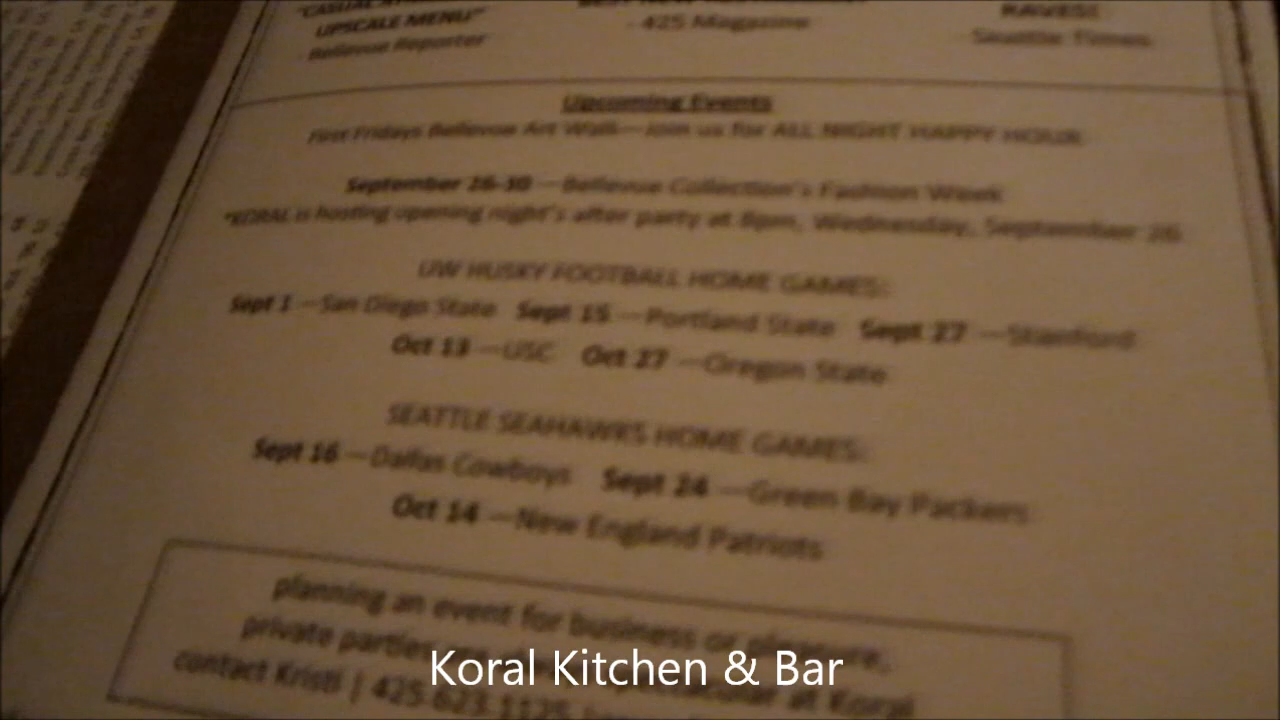 "CASUAL
UPSCALE MENU"
Bellevue Reporter
- 425 Magazine
RAVES!
Seattle Times
Upcoming Events
First Fridays Bellevue Art Walk—Join us for ALL NIGHT HAPPY HOUR
September 26-30 —Bellevue Collection's Fashion Week
*KORAL is hosting opening night's after party at 8pm, Wednesday, September 26
UW HUSKY FOOTBALL HOME GAMES:
Sept 1 —San Diego State Sept 15 —Portland State Sept 27 —Stanford
Oct 13 —USC Oct 27 —Oregon State
SEATTLE SEAHAWKS HOME GAMES:
Sept 16 —Dallas Cowboys Sept 24 —Green Bay Packers
Oct 14 —New England Patriots
planning an event for business or pleasure,
private parties at Koral
contact Kristi | 425.623.1125
Koral Kitchen & Bar